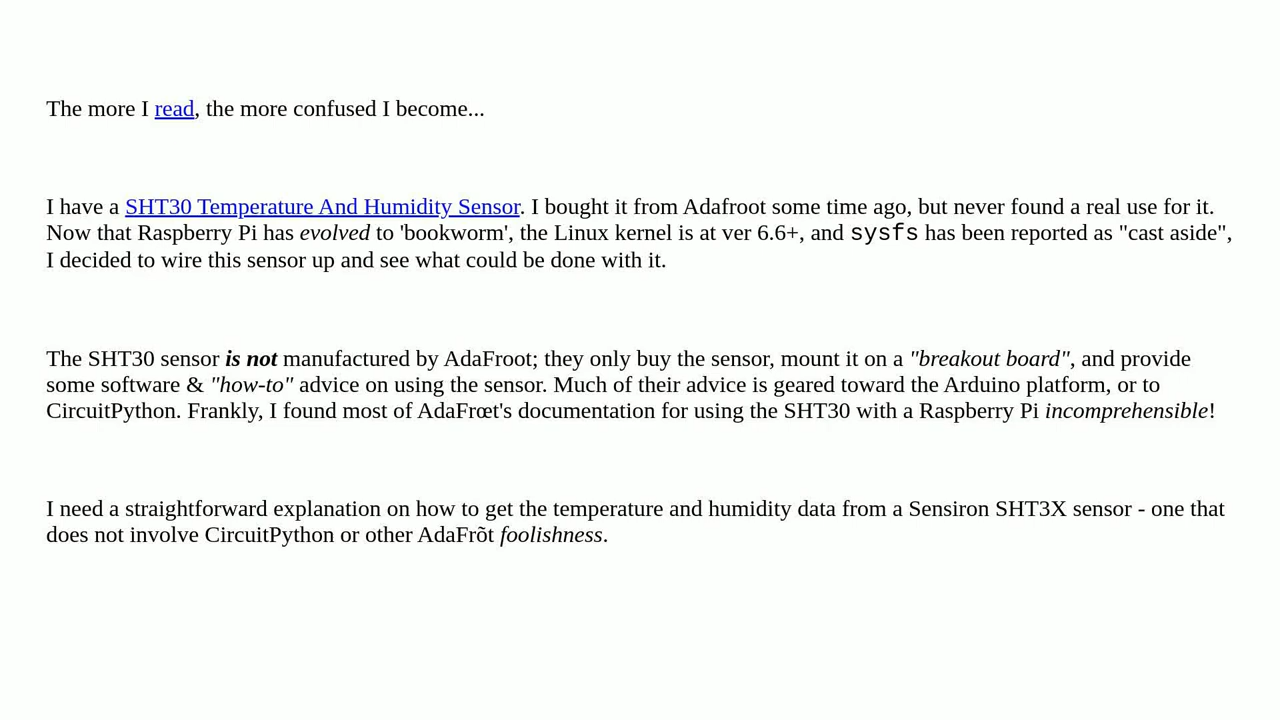 The more I read, the more confused I become...
I have a SHT30 Temperature And Humidity Sensor. I bought it from Adafroot some time ago, but never found a real use for it.
Now that Raspberry Pi has evolved to 'bookworm', the Linux kernel is at ver 6.6+, and sysfs has been reported as "cast aside",
I decided to wire this sensor up and see what could be done with it.
The SHT30 sensor is not manufactured by AdaFroot; they only buy the sensor, mount it on a "breakout board", and provide
some software & "how-to" advice on using the sensor. Much of their advice is geared toward the Arduino platform, or to
CircuitPython. Frankly, I found most of AdaFrœt's documentation for using the SHT30 with a Raspberry Pi incomprehensible!
I need a straightforward explanation on how to get the temperature and humidity data from a Sensiron SHT3X sensor - one that
does not involve CircuitPython or other AdaFrõt foolishness.